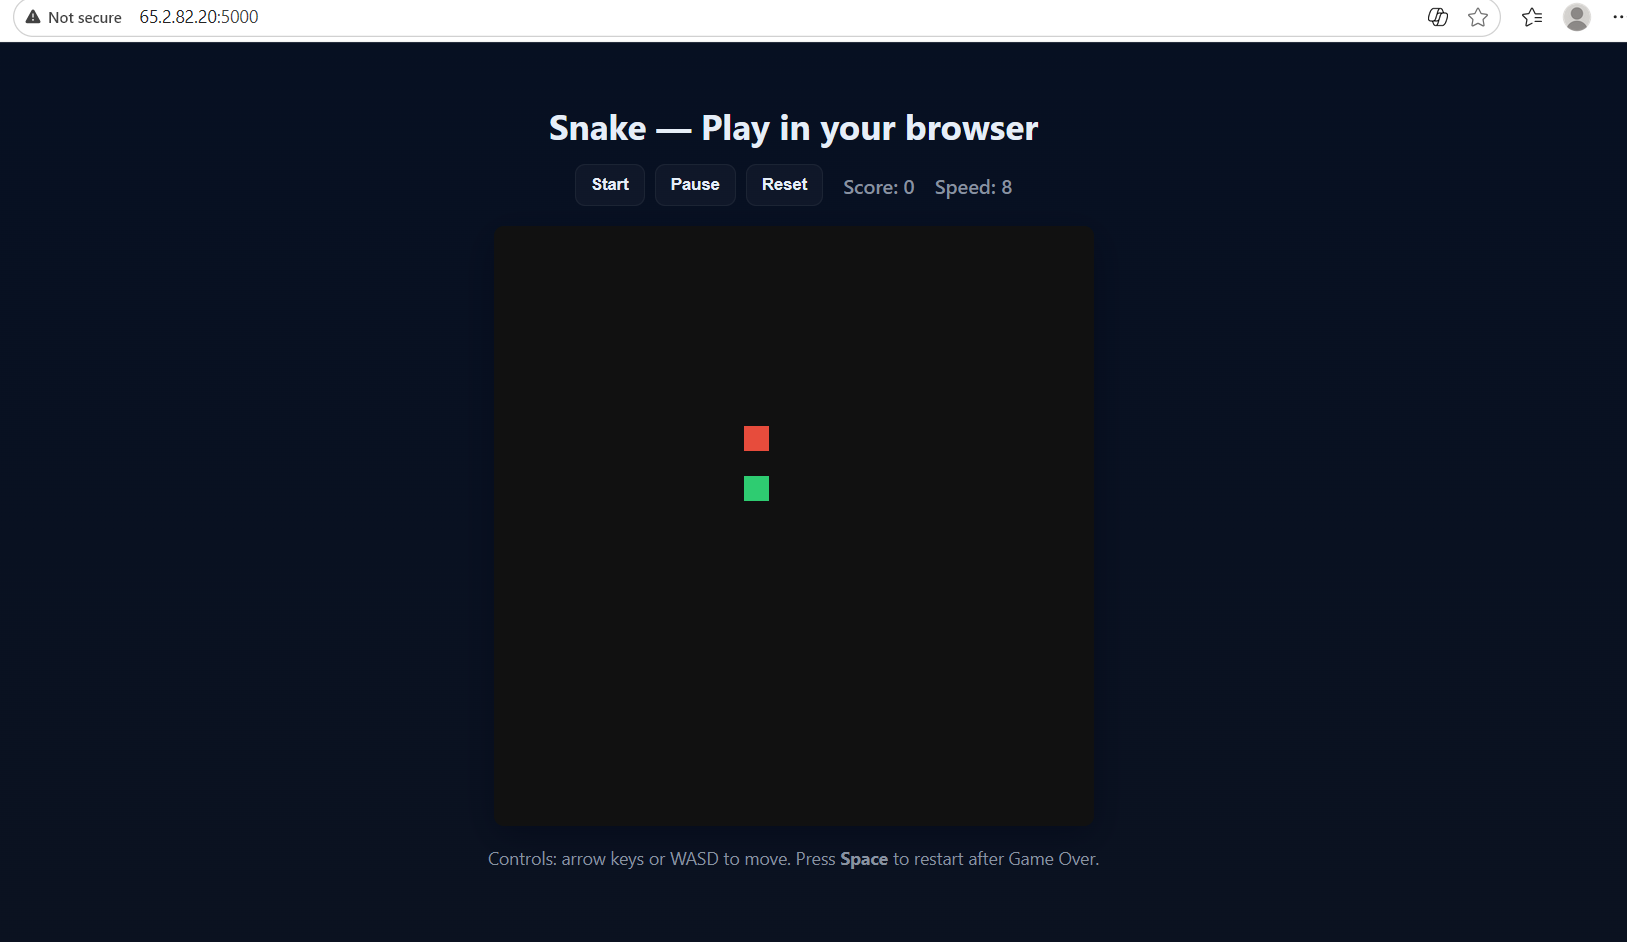 Not secure 65.2.82.20:5000
Snake — Play in your browser
Start Pause Reset Score: 0 Speed: 8
Controls: arrow keys or WASD to move. Press Space to restart after Game Over.